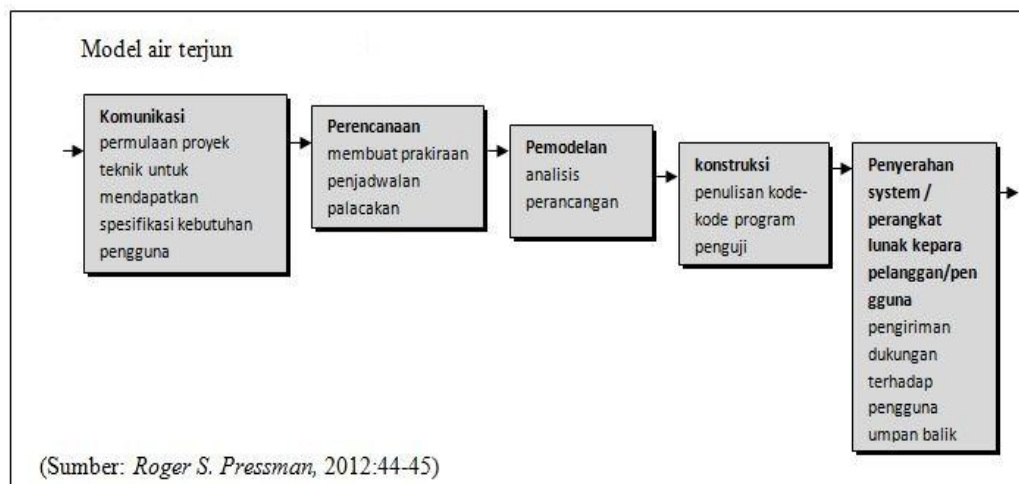 Model air terjun
Komunikasi
permulaan proyek
teknik untuk
mendapatkan
spesifikasi kebutuhan
pengguna
Perencanaan
membuat prakiraan
penjadwalan
palacakan
Pemodelan
analisis
perancangan
konstruksi
penulisan kode-
kode program
penguji
Penyerahan
system /
perangkat
lunak kepara
pelanggan/pen
gguna
pengiriman
dukungan
terhadap
pengguna
umpan balik
(Sumber: Roger S. Pressman, 2012:44-45)